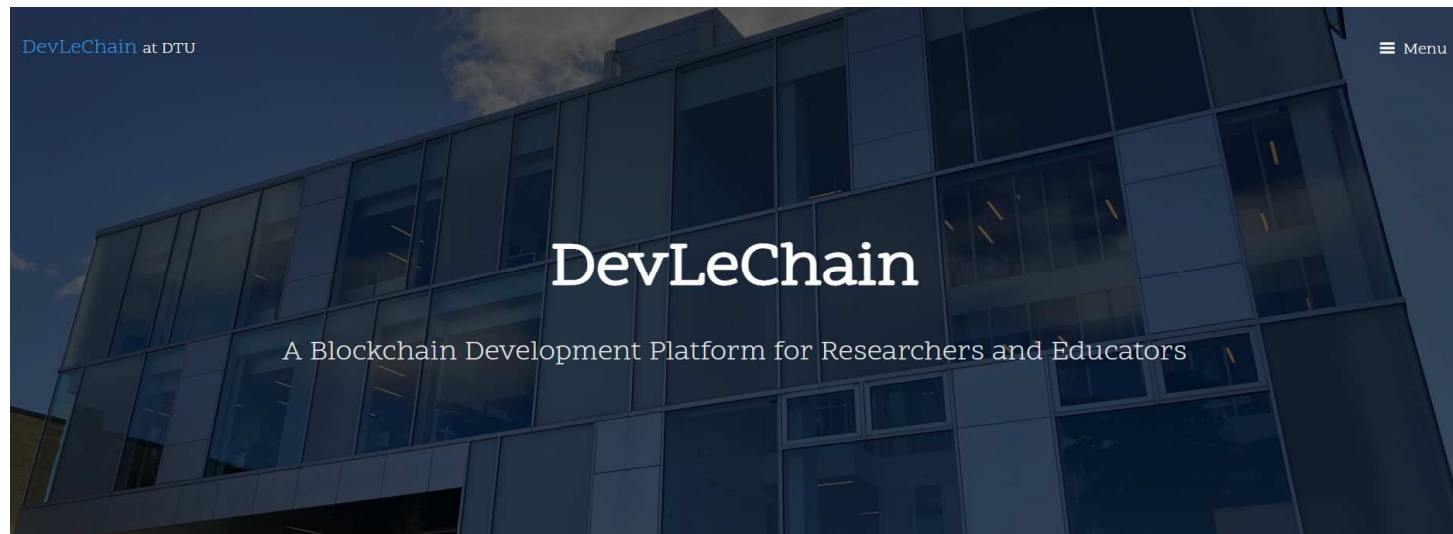 DevLeChain at DTU
Menu
DevLeChain
A Blockchain Development Platform for Researchers and Educators